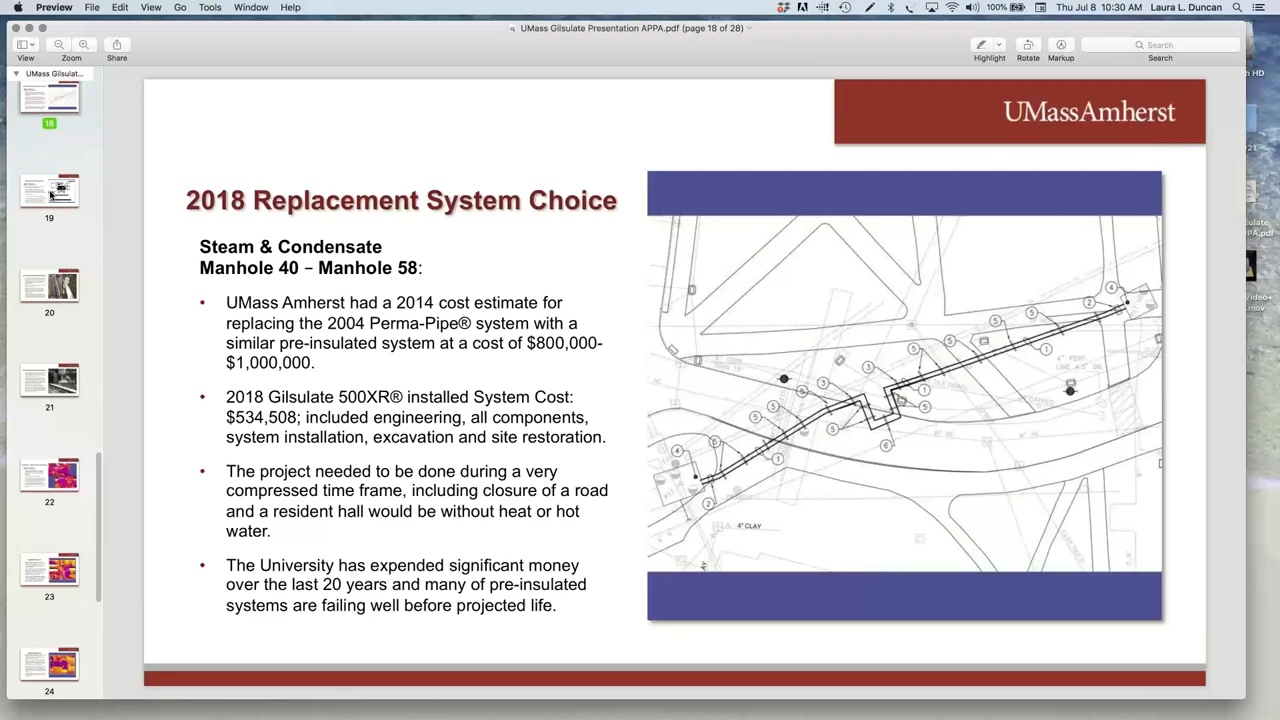 Preview File Edit View Go Tools Window Help
100%
Thu Jul 8 10:30 AM Laura L. Duncan
UMass Gilsulate Presentation APPA.pdf (page 18 of 28)
View Zoom Share
Highlight Rotate Markup Search
Search
UMass Gilsulat...
18
19
20
21
22
23
24
UMassAmherst
2018 Replacement System Choice
Steam & Condensate
Manhole 40 – Manhole 58:
• UMass Amherst had a 2014 cost estimate for
replacing the 2004 Perma-Pipe® system with a
similar pre-insulated system at a cost of $800,000-
$1,000,000.
• 2018 Gilsulate 500XR® installed System Cost:
$534,508; included engineering, all components,
system installation, excavation and site restoration.
• The project needed to be done during a very
compressed time frame, including closure of a road
and a resident hall would be without heat or hot
water.
• The University has expended significant money
over the last 20 years and many of pre-insulated
systems are failing well before projected life.
4" CLAY